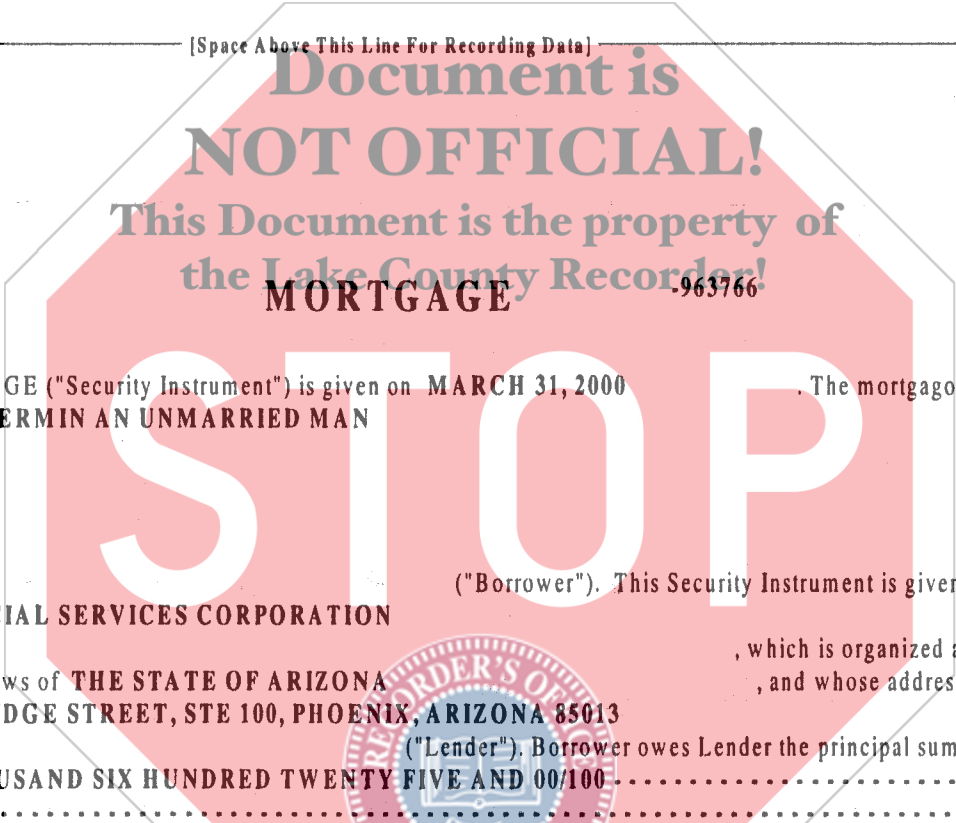 [Space Above This Line For Recording Data]
Document is
NOT OFFICIAL!
This Document is the property of
the Lake County Recorder!
MORTGAGE -963766
GE ("Security Instrument") is given on MARCH 31, 2000 . The mortgago
ERMIN AN UNMARRIED MAN
STOP
("Borrower"). This Security Instrument is given
IAL SERVICES CORPORATION
, which is organized a
ws of THE STATE OF ARIZONA , and whose addres
DGE STREET, STE 100, PHOENIX, ARIZONA 85013
("Lender"). Borrower owes Lender the principal sum
USAND SIX HUNDRED TWENTY FIVE AND 00/100
RECORDER'S OFFICE